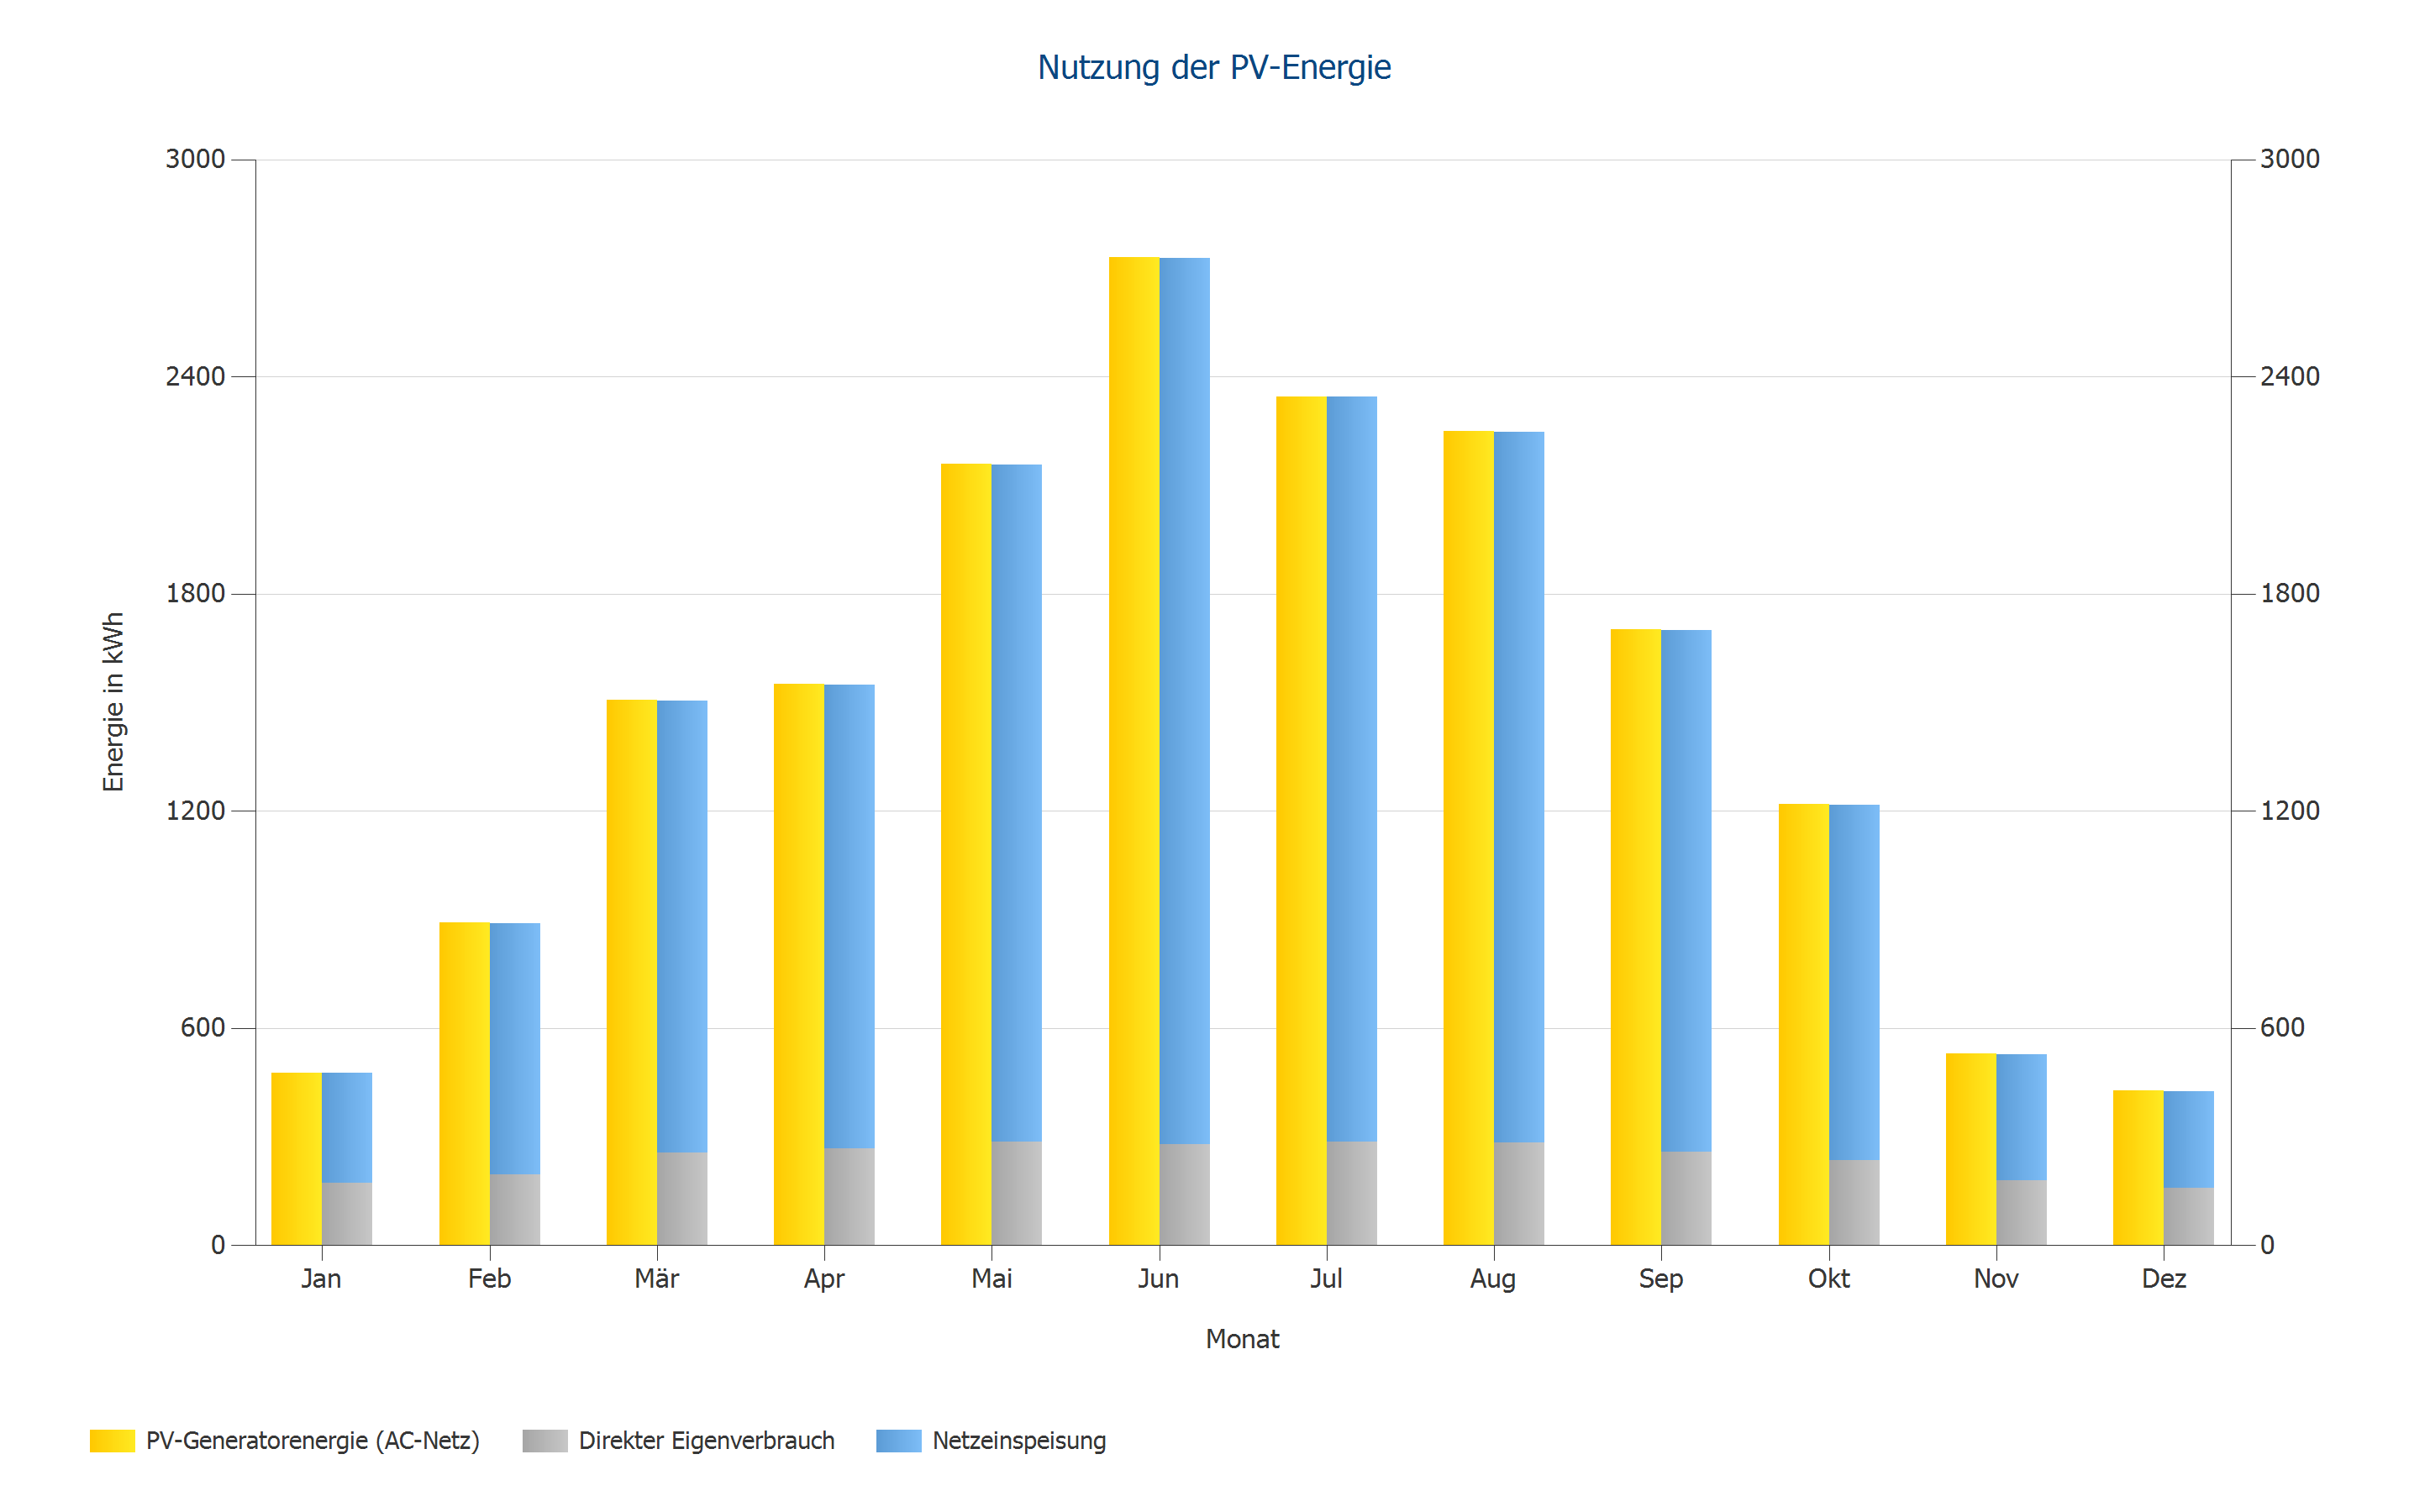 Nutzung der PV-Energie
3000 3000
2400 2400
1800 1800
Energie in kWh
1200 1200
600 600
0 0
Jan Feb Mär Apr Mai Jun Jul Aug Sep Okt Nov Dez
Monat
PV-Generatorenergie (AC-Netz) Direkter Eigenverbrauch Netzeinspeisung